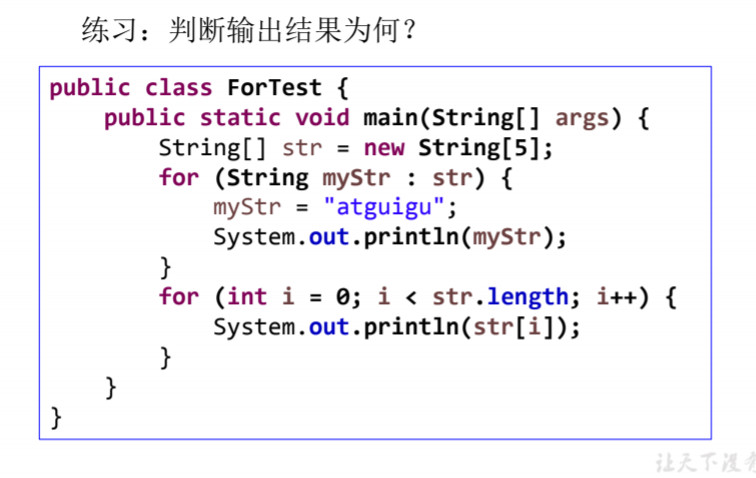 练习：判断输出结果为何？
public class ForTest {
    public static void main(String[] args) {
        String[] str = new String[5];
        for (String myStr : str) {
            myStr = "atguigu";
            System.out.println(myStr);
        }
        for (int i = 0; i < str.length; i++) {
            System.out.println(str[i]);
        }
    }
}
让天下没